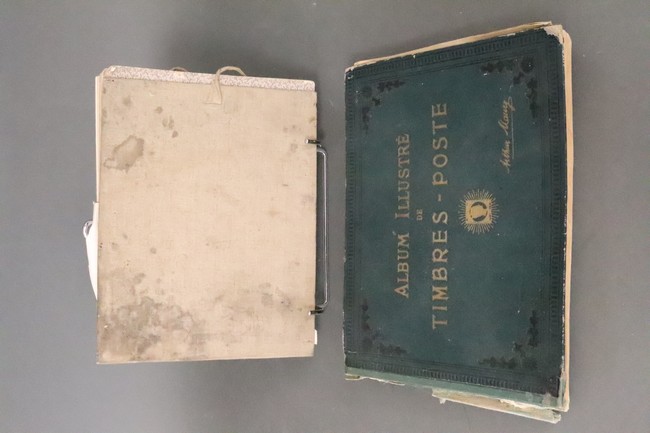 ALBUM ILLUSTRÉ
DE
TIMBRES-POSTE
Arthur Maury